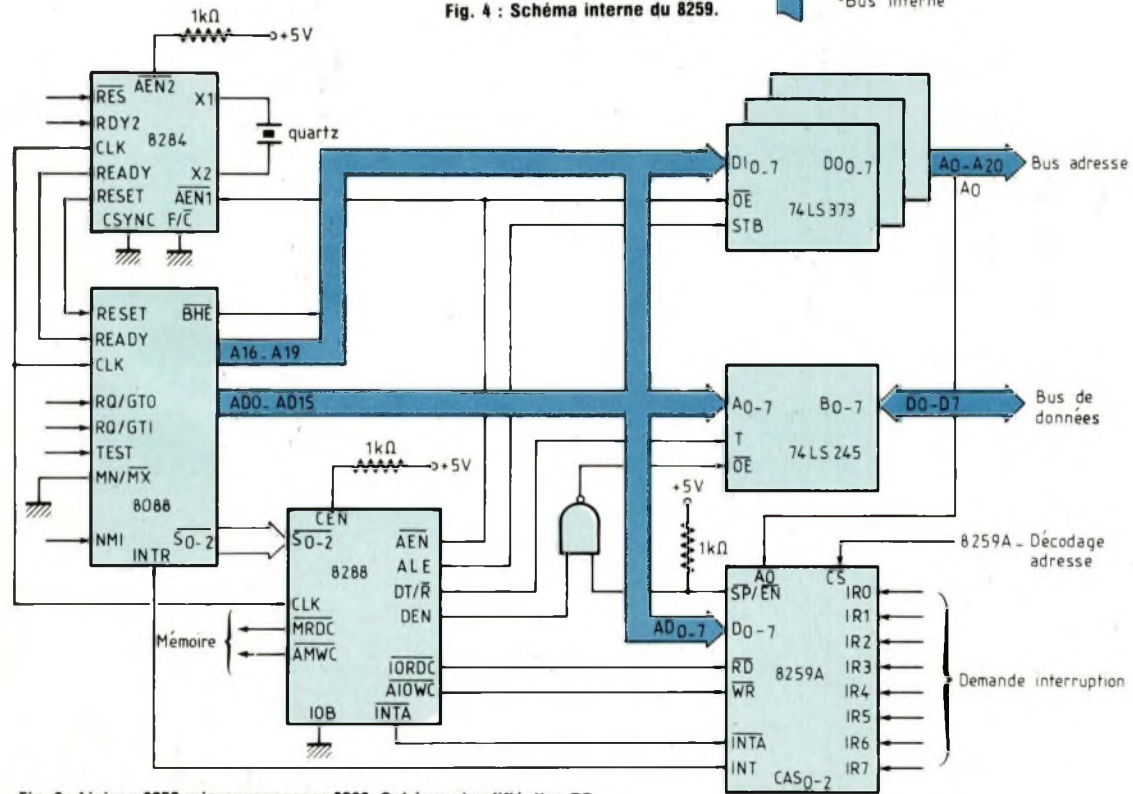 Fig. 4 : Schéma interne du 8259.
Bus interne
1kΩ
+5V
AEN2
RES
X1
RDY2
8284
CLK
quartz
READY
X2
RESET
AEN1
CSYNC F/C
DI0-7
DO0-7
OE
74LS373
STB
A0-A20
A0
Bus adresse
RESET
BHE
READY
A16-A19
CLK
AD0-AD15
RQ/GT0
RQ/GTI
TEST
MN/MX
8088
NMI
S0-2
INTR
A0-7
B0-7
T
74LS245
OE
D0-D7
Bus de
données
1kΩ
+5V
CEN
S0-2
AEN
8288
ALE
DT/R
CLK
DEN
MRDC
AMWC
Mémoire
IORDC
AIOWC
IOB
INTA
+5V
1kΩ
8259A - Décodage
adresse
A0
CS
SP/EN
IR0
IR1
AD0-7
D0-7
IR2
RD
8259A
IR3
WR
IR4
IR5
INTA
IR6
INT
CAS0-2
IR7
Demande interruption